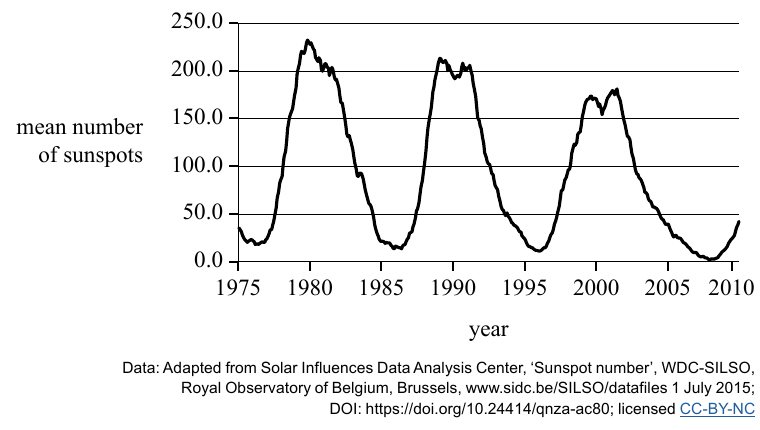 250.0
200.0
150.0
100.0
50.0
0.0
mean number
of sunspots
1975 1980 1985 1990 1995 2000 2005 2010
year
Data: Adapted from Solar Influences Data Analysis Center, ‘Sunspot number’, WDC-SILSO,
Royal Observatory of Belgium, Brussels, www.sidc.be/SILSO/datafiles 1 July 2015;
DOI: https://doi.org/10.24414/qnza-ac80; licensed CC-BY-NC